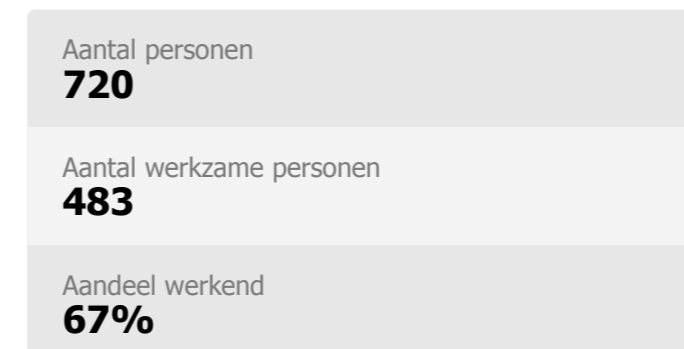 Aantal personen
720
Aantal werkzame personen
483
Aandeel werkend
67%